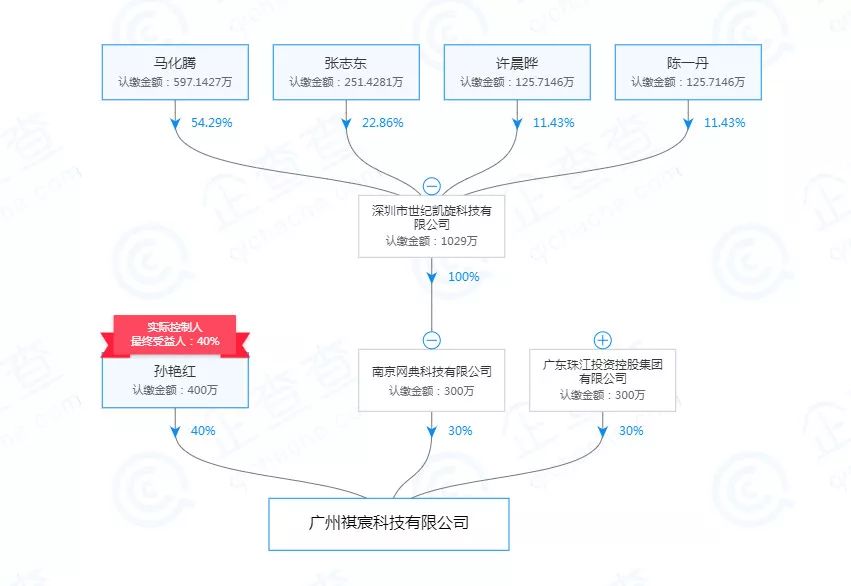 马化腾
认缴金额：597.1427万
张志东
认缴金额：251.4281万
许晨晔
认缴金额：125.7146万
陈一丹
认缴金额：125.7146万
54.29%
22.86%
11.43%
11.43%
深圳市世纪凯旋科技有
限公司
认缴金额：1029万
100%
实际控制人
最终受益人：40%
孙艳红
认缴金额：400万
南京网典科技有限公司
认缴金额：300万
广东珠江投资控股集团
有限公司
认缴金额：300万
40%
30%
30%
广州祺宸科技有限公司